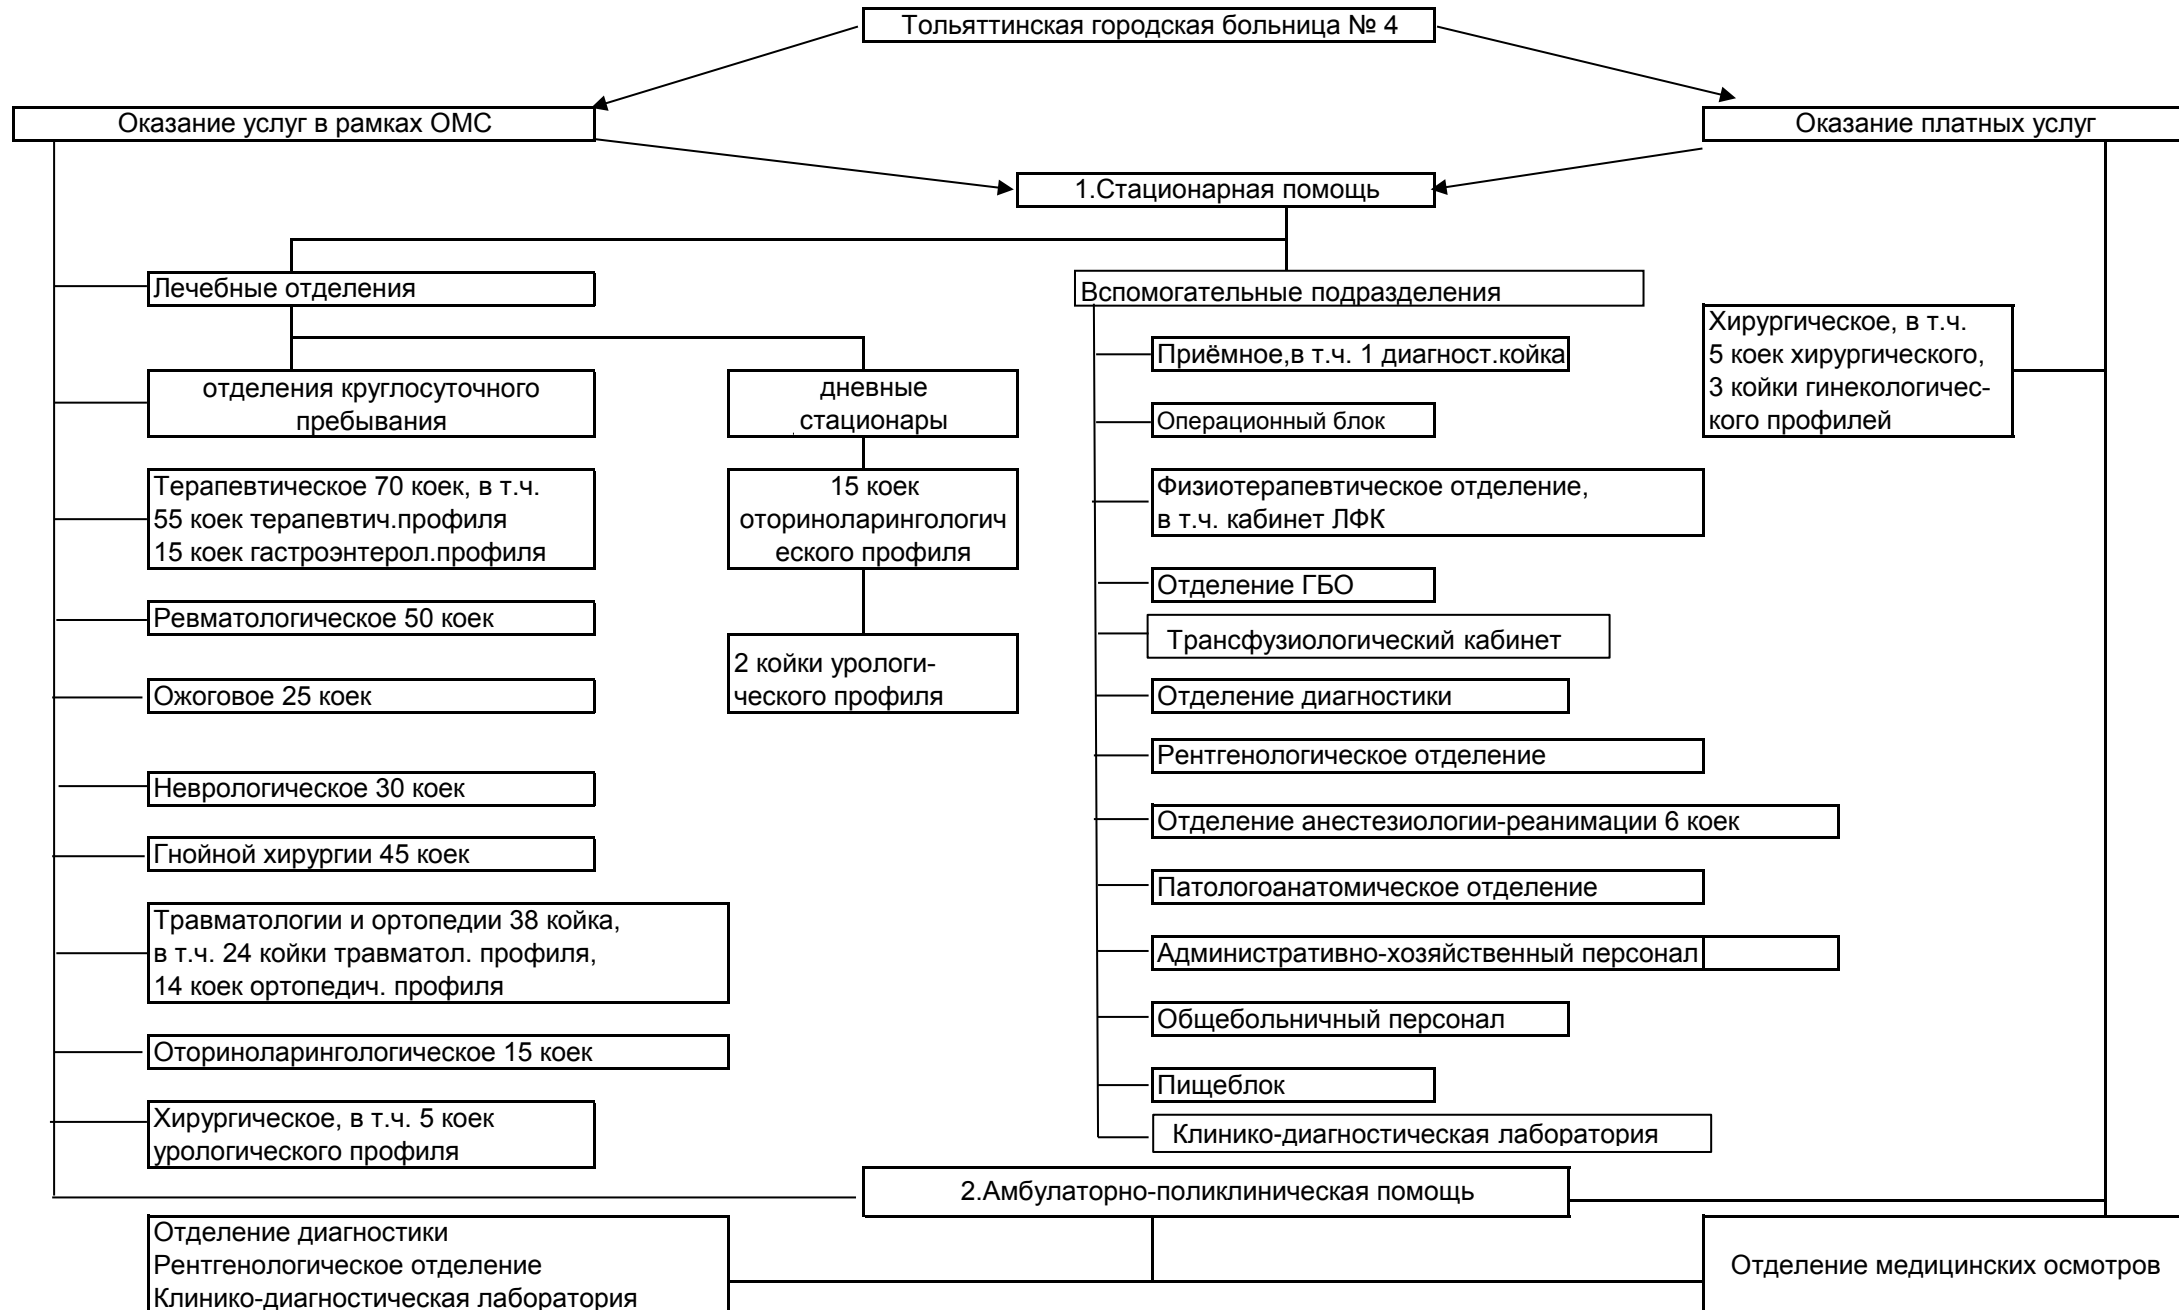 Тольяттинская городская больница № 4
Оказание услуг в рамках ОМС
Оказание платных услуг
1.Стационарная помощь
Лечебные отделения
Вспомогательные подразделения
отделения круглосуточного
пребывания
дневные
стационары
Терапевтическое 70 коек, в т.ч.
55 коек терапевтич.профиля
15 коек гастроэнтерол.профиля
15 коек
оториноларингологич
еского профиля
Ревматологическое 50 коек
2 койки урологи-
ческого профиля
Ожоговое 25 коек
Неврологическое 30 коек
Гнойной хирургии 45 коек
Травматологии и ортопедии 38 койка,
в т.ч. 24 койки травматол. профиля,
14 коек ортопедич. профиля
Оториноларингологическое 15 коек
Хирургическое, в т.ч. 5 коек
урологического профиля
Приёмное,в т.ч. 1 диагност.койка
Операционный блок
Физиотерапевтическое отделение,
в т.ч. кабинет ЛФК
Отделение ГБО
Трансфузиологический кабинет
Отделение диагностики
Рентгенологическое отделение
Отделение анестезиологии-реанимации 6 коек
Патологоанатомическое отделение
Административно-хозяйственный персонал
Общебольничный персонал
Пищеблок
Клинико-диагностическая лаборатория
Хирургическое, в т.ч.
5 коек хирургического,
3 койки гинекологичес-
кого профилей
2.Амбулаторно-поликлиническая помощь
Отделение диагностики
Рентгенологическое отделение
Клинико-диагностическая лаборатория
Отделение медицинских осмотров